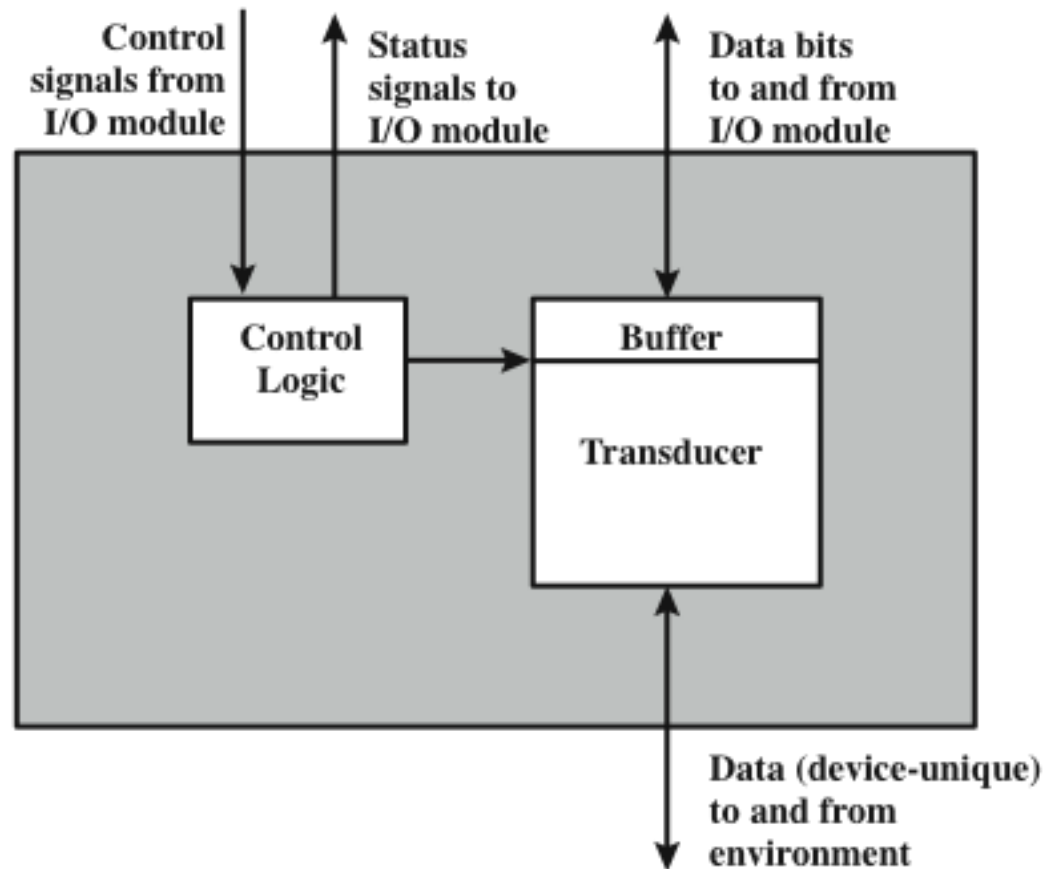 Control
signals from
I/O module
Status
signals to
I/O module
Data bits
to and from
I/O module
Control
Logic
Buffer
Transducer
Data (device-unique)
to and from
environment